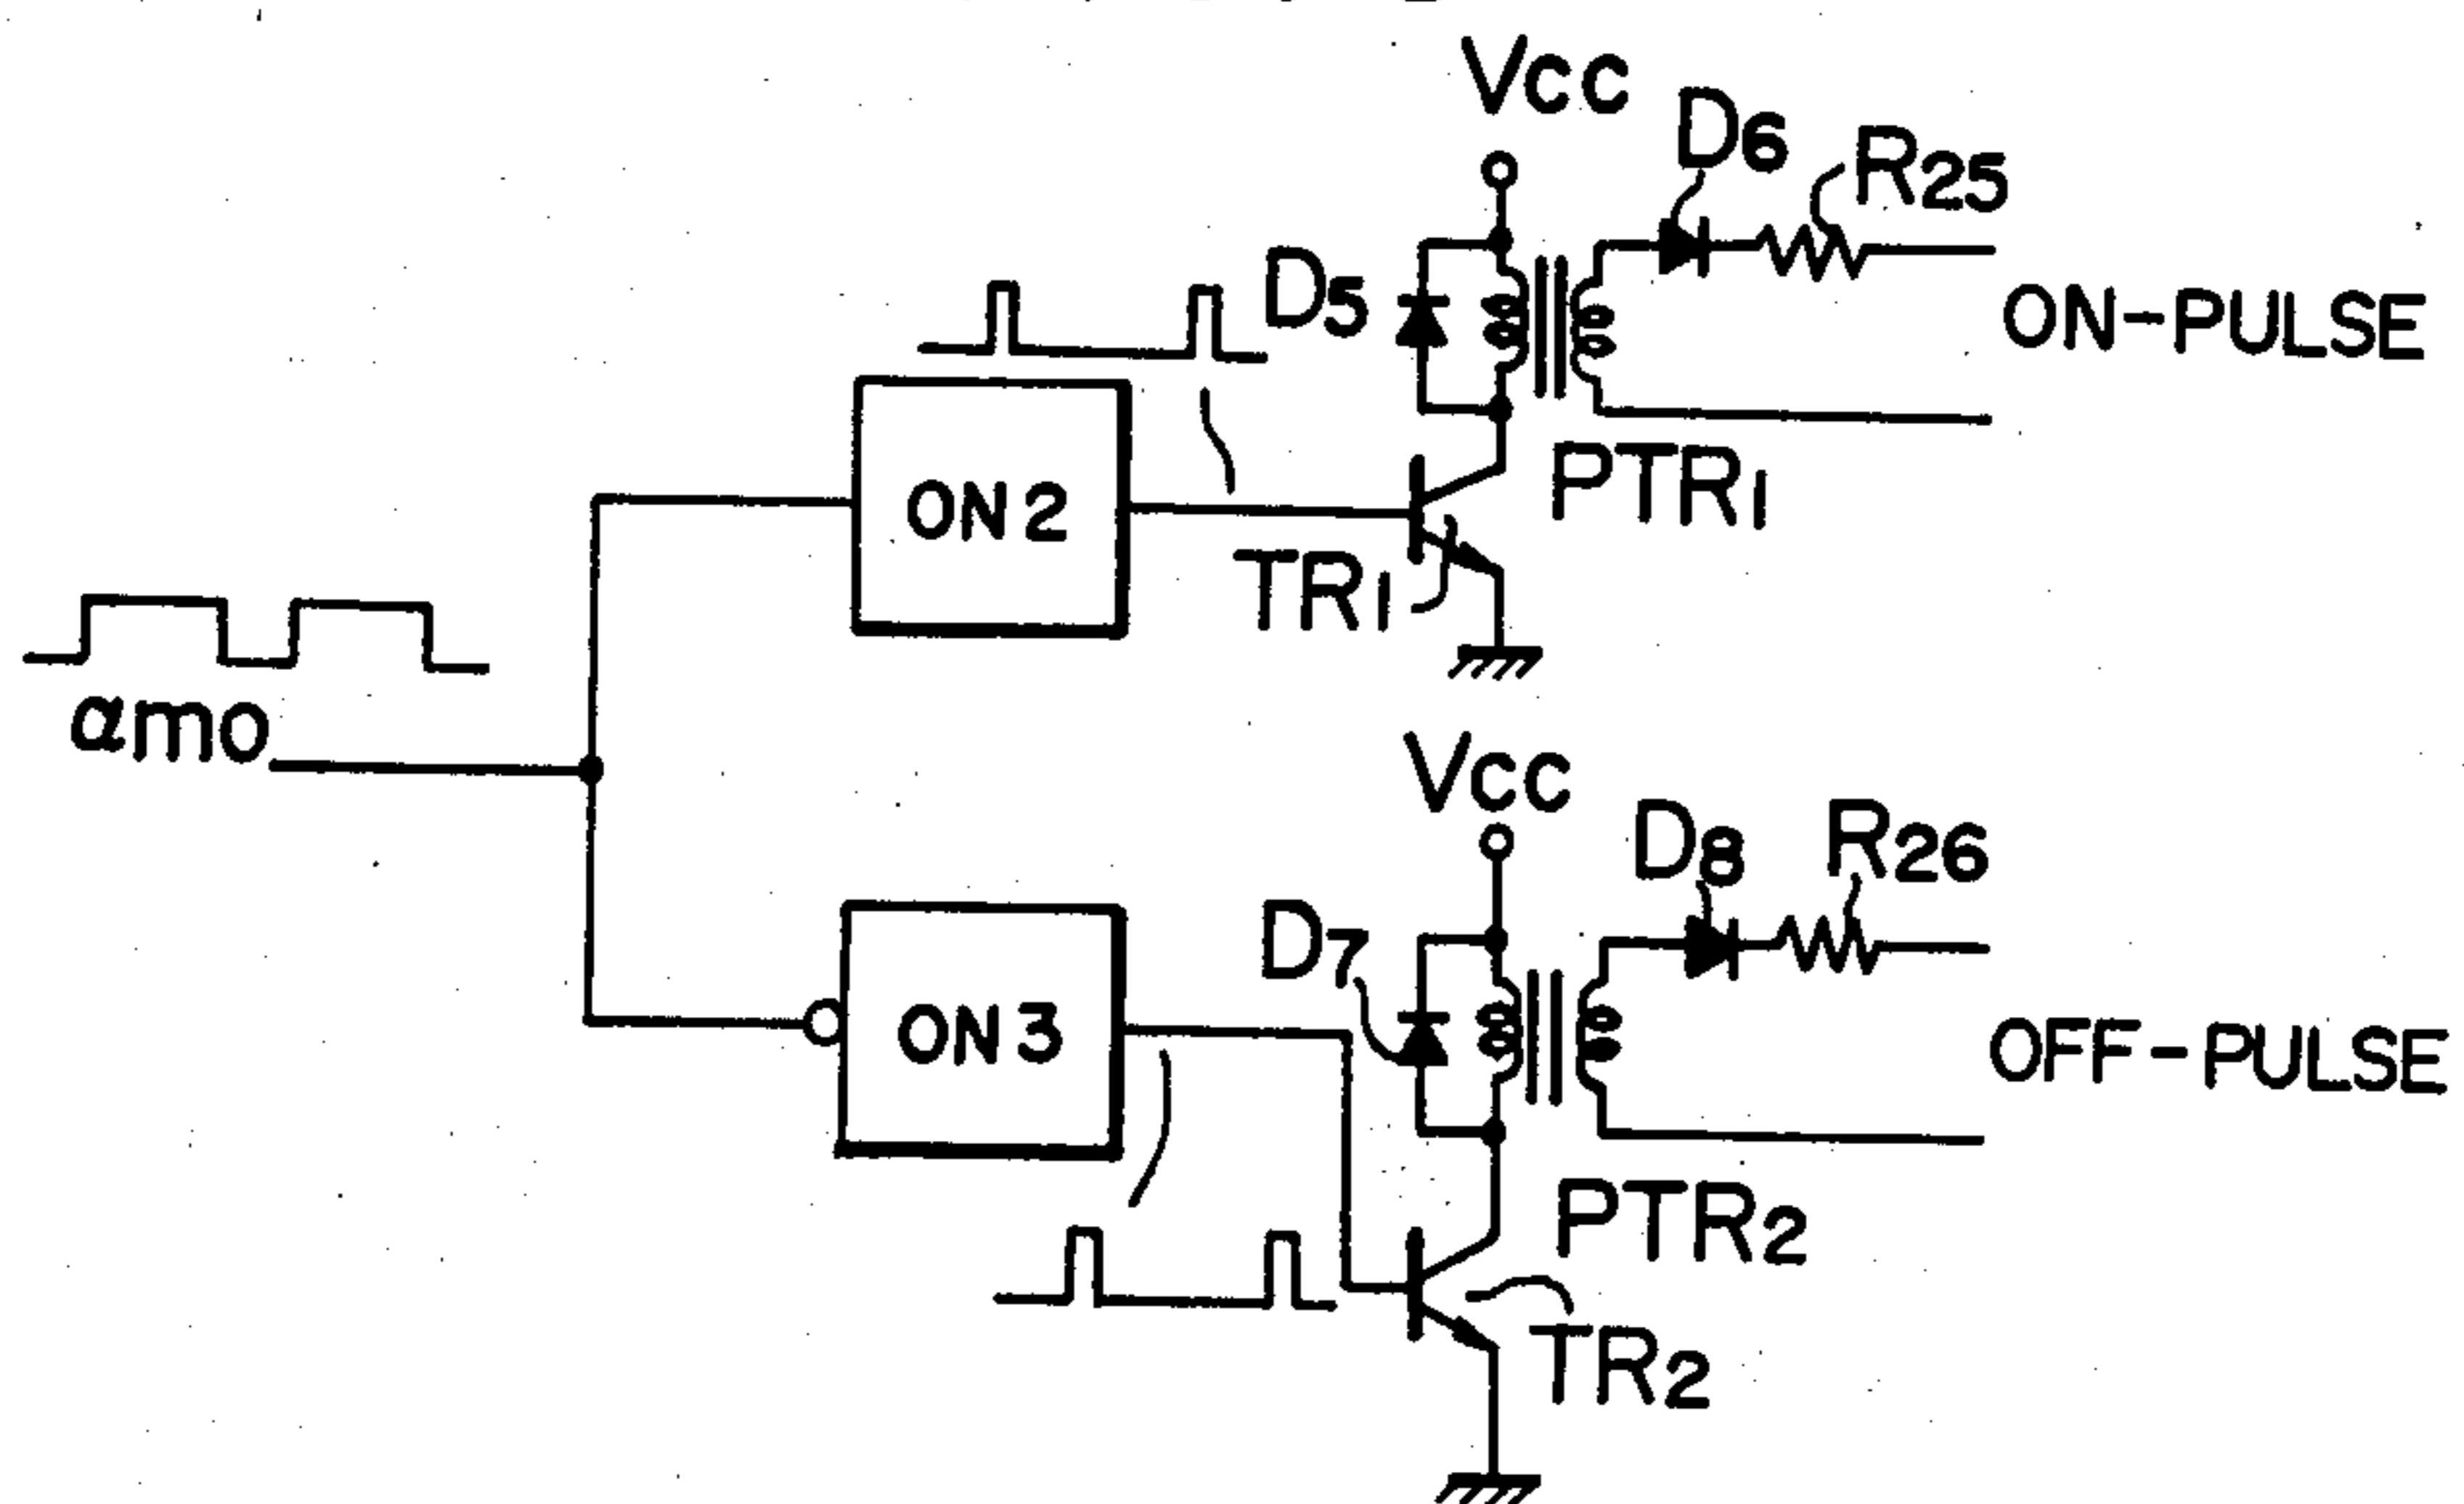 Vcc
D6
R25
D5
ON-PULSE
ON2
PTR1
TR1
αmo
Vcc
D8
R26
D7
ON3
OFF-PULSE
PTR2
TR2